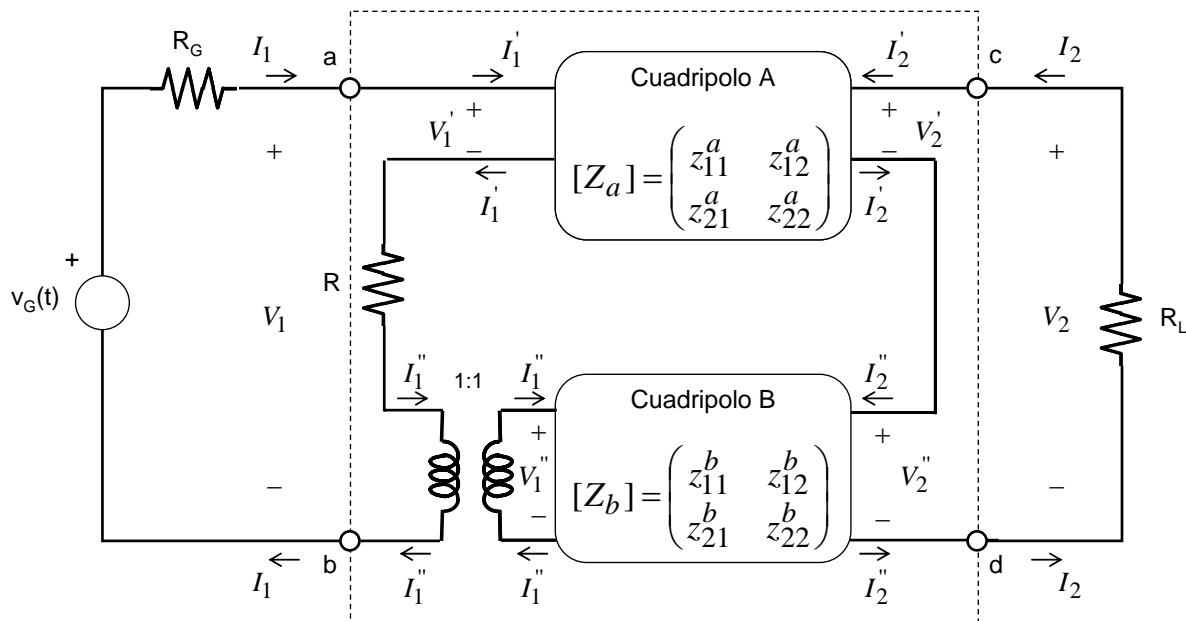 R_G
I_1
a
I_1'
Cuadripolo A
I_2'
c
I_2
+
V_1'
−
I_1'
[Z_a] = ( z_11^a z_12^a
z_21^a z_22^a )
+
V_2'
−
I_2'
+
V_1
−
+
v_G(t)
R
+
V_2
−
R_L
I_1''
1:1
I_1''
Cuadripolo B
I_2''
+
V_1''
−
[Z_b] = ( z_11^b z_12^b
z_21^b z_22^b )
+
V_2''
−
I_1
b
I_1''
I_1''
I_2''
d
I_2